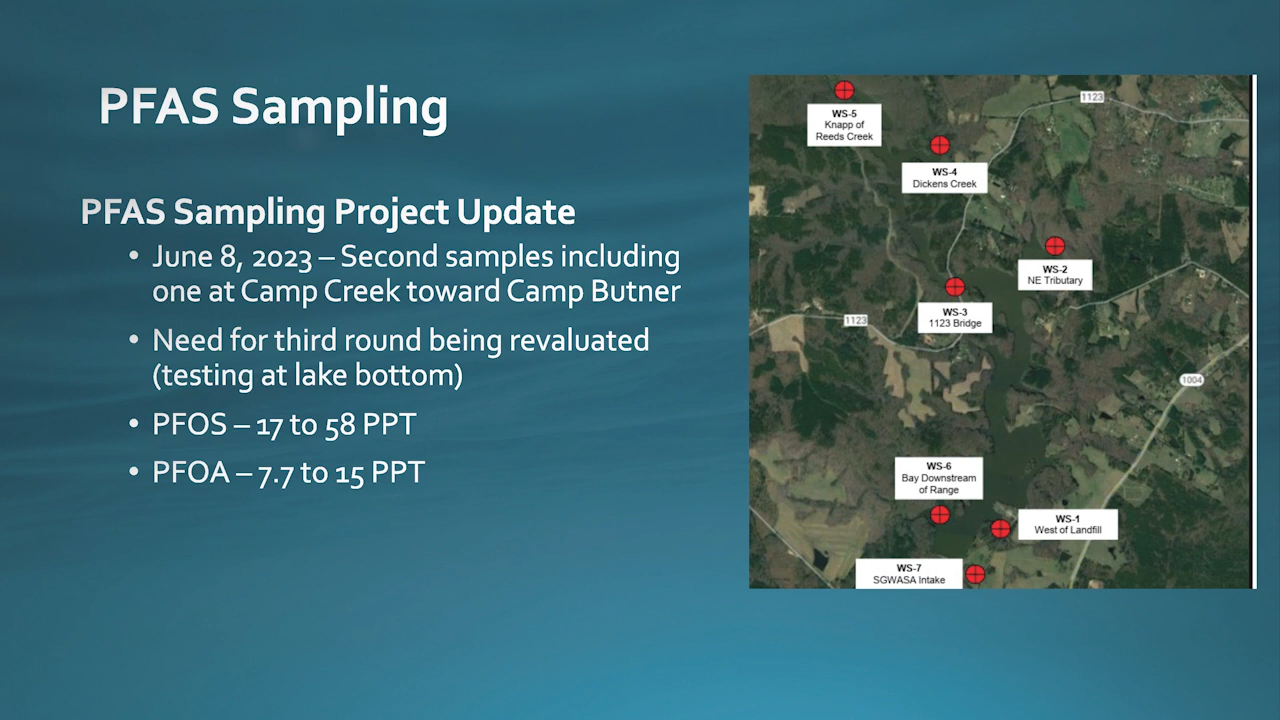 PFAS Sampling
PFAS Sampling Project Update
• June 8, 2023 – Second samples including
one at Camp Creek toward Camp Butner
• Need for third round being revaluated
(testing at lake bottom)
• PFOS – 17 to 58 PPT
• PFOA – 7.7 to 15 PPT
1123
WS-5
Knapp of
Reeds Creek
WS-4
Dickens Creek
WS-2
NE Tributary
WS-3
1123 Bridge
1123
1004
WS-6
Bay Downstream
of Range
WS-1
West of Landfill
WS-7
SGWASA Intake